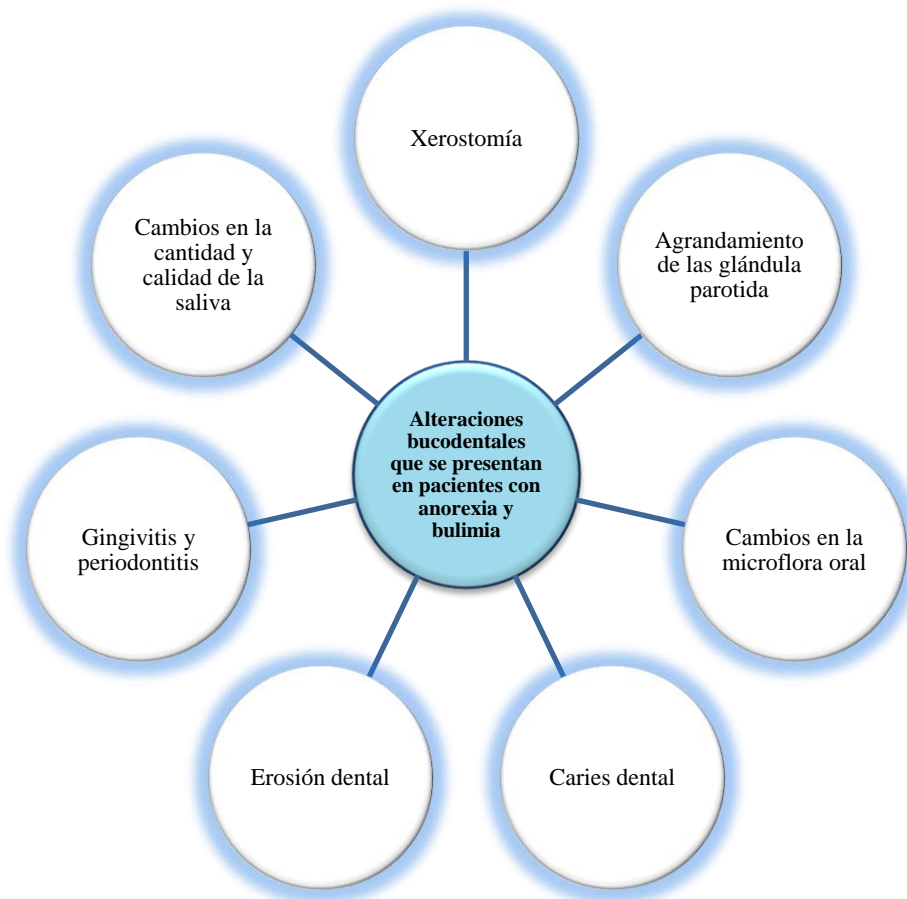 Xerostomía
Cambios en la
cantidad y
calidad de la
saliva
Agrandamiento
de las glándula
parotida
Alteraciones
bucodentales
que se presentan
en pacientes con
anorexia y
bulimia
Gingivitis y
periodontitis
Cambios en la
microflora oral
Erosión dental
Caries dental